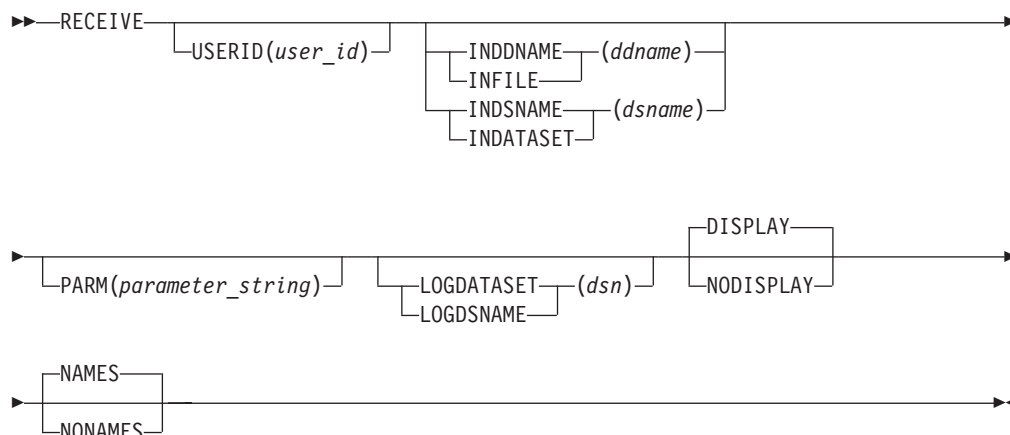 RECEIVE
USERID(user_id)
INDDNAME (ddname)
INFILE
INDSNAME (dsname)
INDATASET
DISPLAY
PARM(parameter_string) LOGDATASET (dsn) NODISPLAY
LOGDSNAME
NAMES
NONAMES